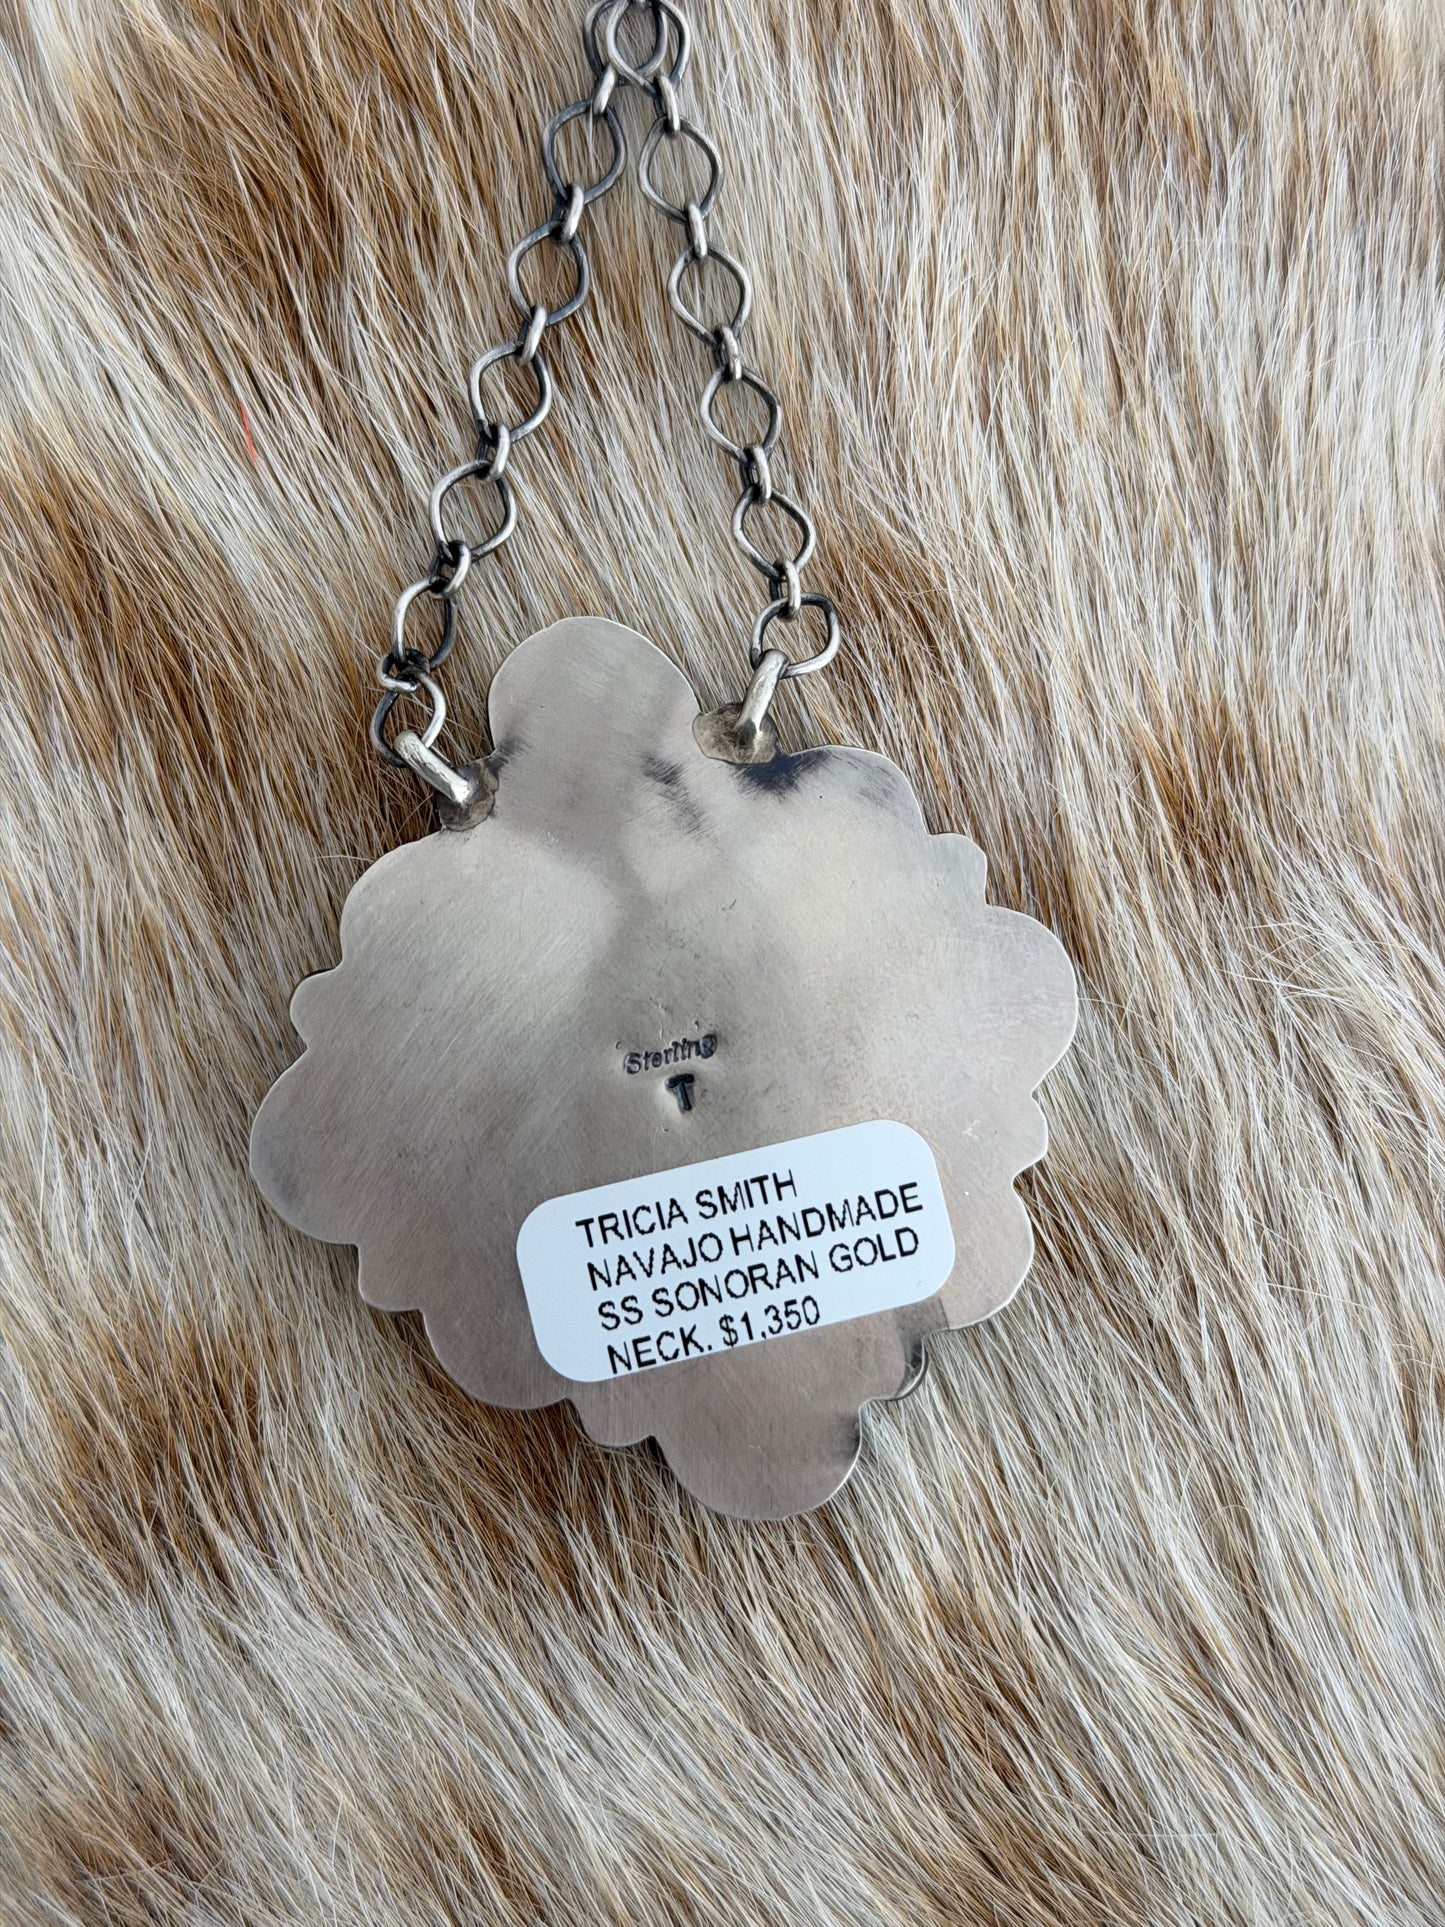 Sterling
T
TRICIA SMITH
NAVAJO HANDMADE
SS SONORAN GOLD
NECK. $1,350